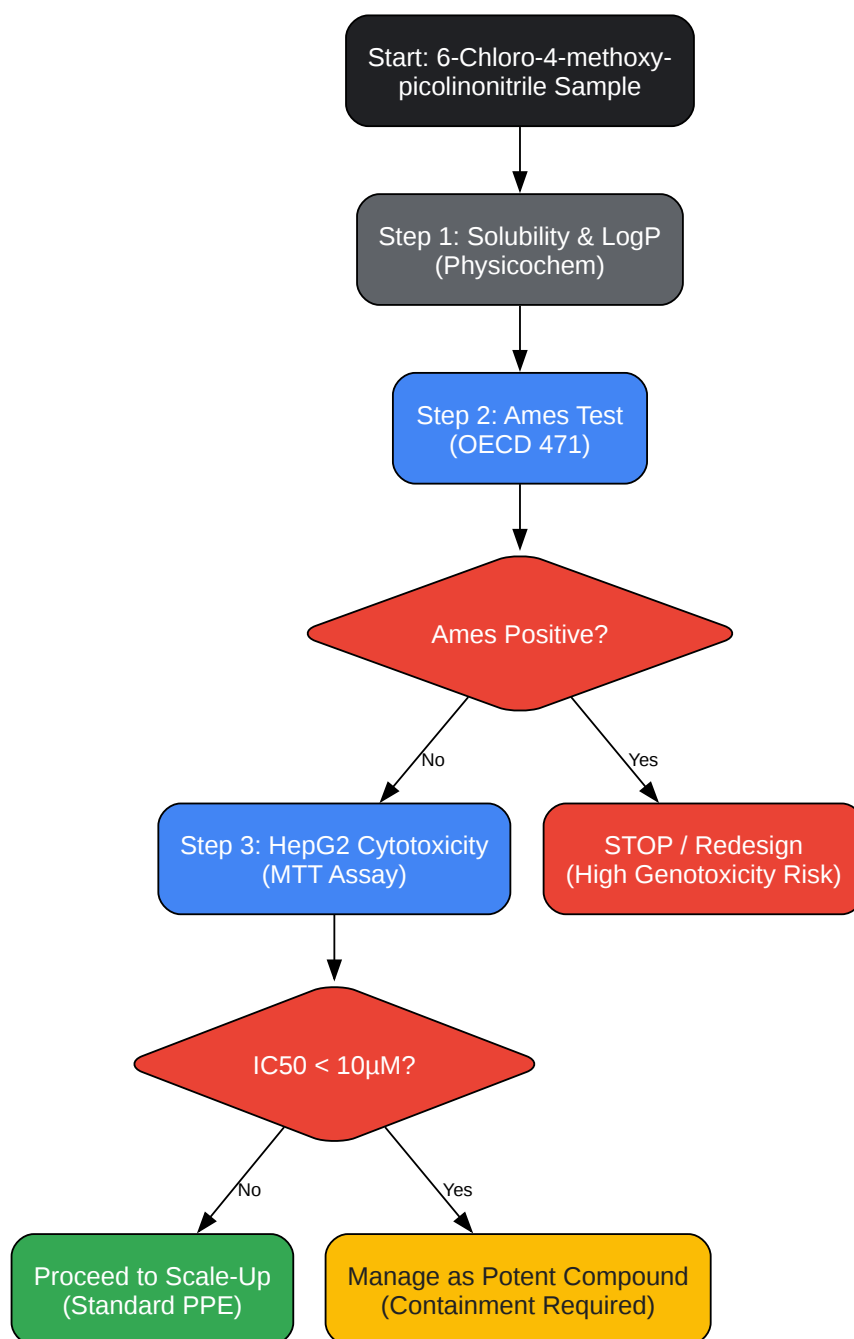 Start: 6-Chloro-4-methoxy-
picolinonitrile Sample
Step 1: Solubility & LogP
(Physicochem)
Step 2: Ames Test
(OECD 471)
Ames Positive?
No
Yes
Step 3: HepG2 Cytotoxicity
(MTT Assay)
STOP / Redesign
(High Genotoxicity Risk)
IC50 < 10µM?
No
Yes
Proceed to Scale-Up
(Standard PPE)
Manage as Potent Compound
(Containment Required)